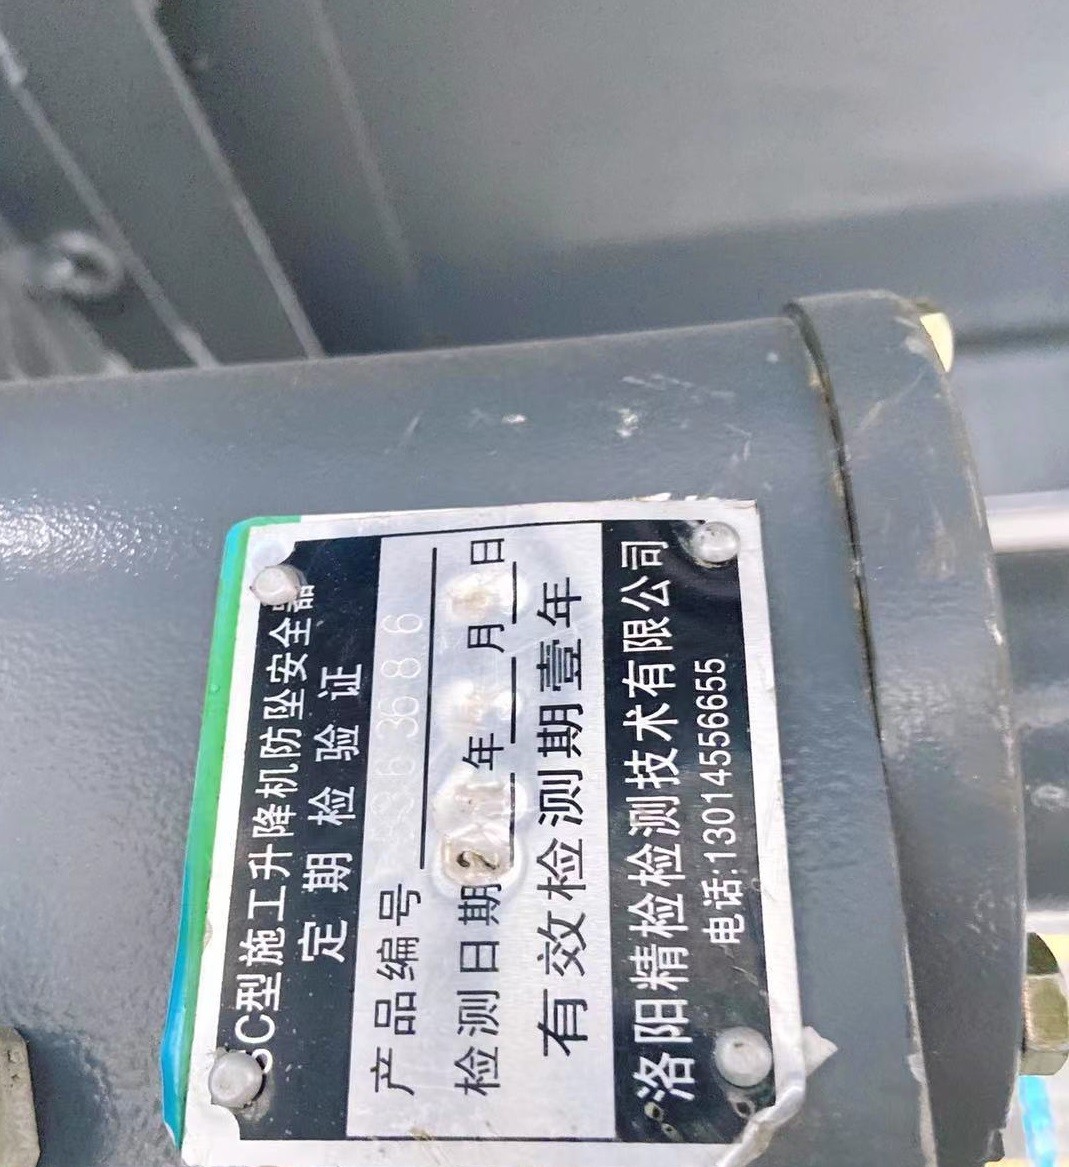 SC型施工升降机防坠安全器
定期检验证
产品编号
检测日期 2 年 月 日
有效检测期壹年
洛阳精检检测技术有限公司
电话:13014556655